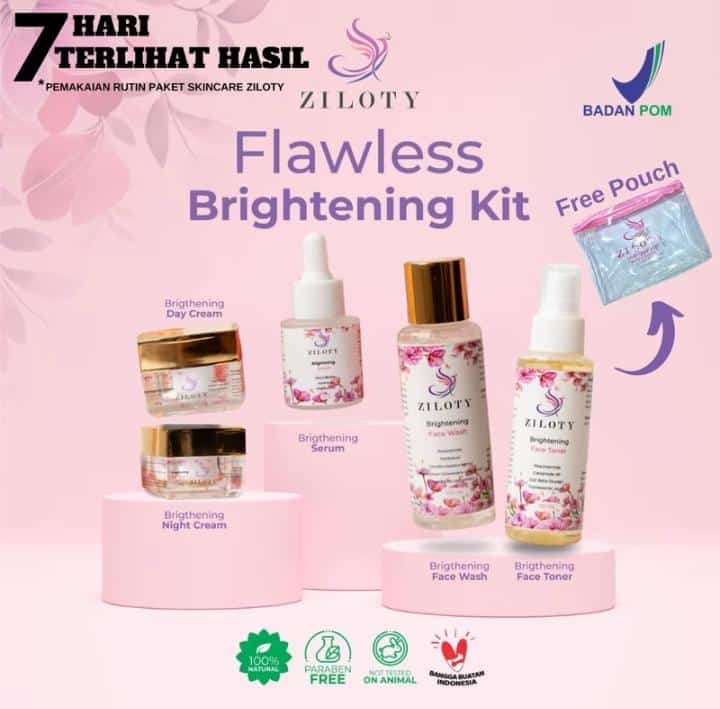 7 HARI
TERLIHAT HASIL
*PEMAKAIAN RUTIN PAKET SKINCARE ZILOTY
ZILOTY
BADAN POM
Flawless
Brightening Kit
Free Pouch
ZILOTY
Brigthening
Day Cream
ZILOTY
Brigthening
Serum
ZILOTY
Brightening
Face Wash
Niacinamide
ZILOTY
Brightening
Face Toner
Niacinamide
Brigthening
Night Cream
Brigthening
Face Wash
Brigthening
Face Toner
100%
NATURAL
PARABEN
FREE
NOT TESTED
ON ANIMAL
BANGGA BUATAN
INDONESIA